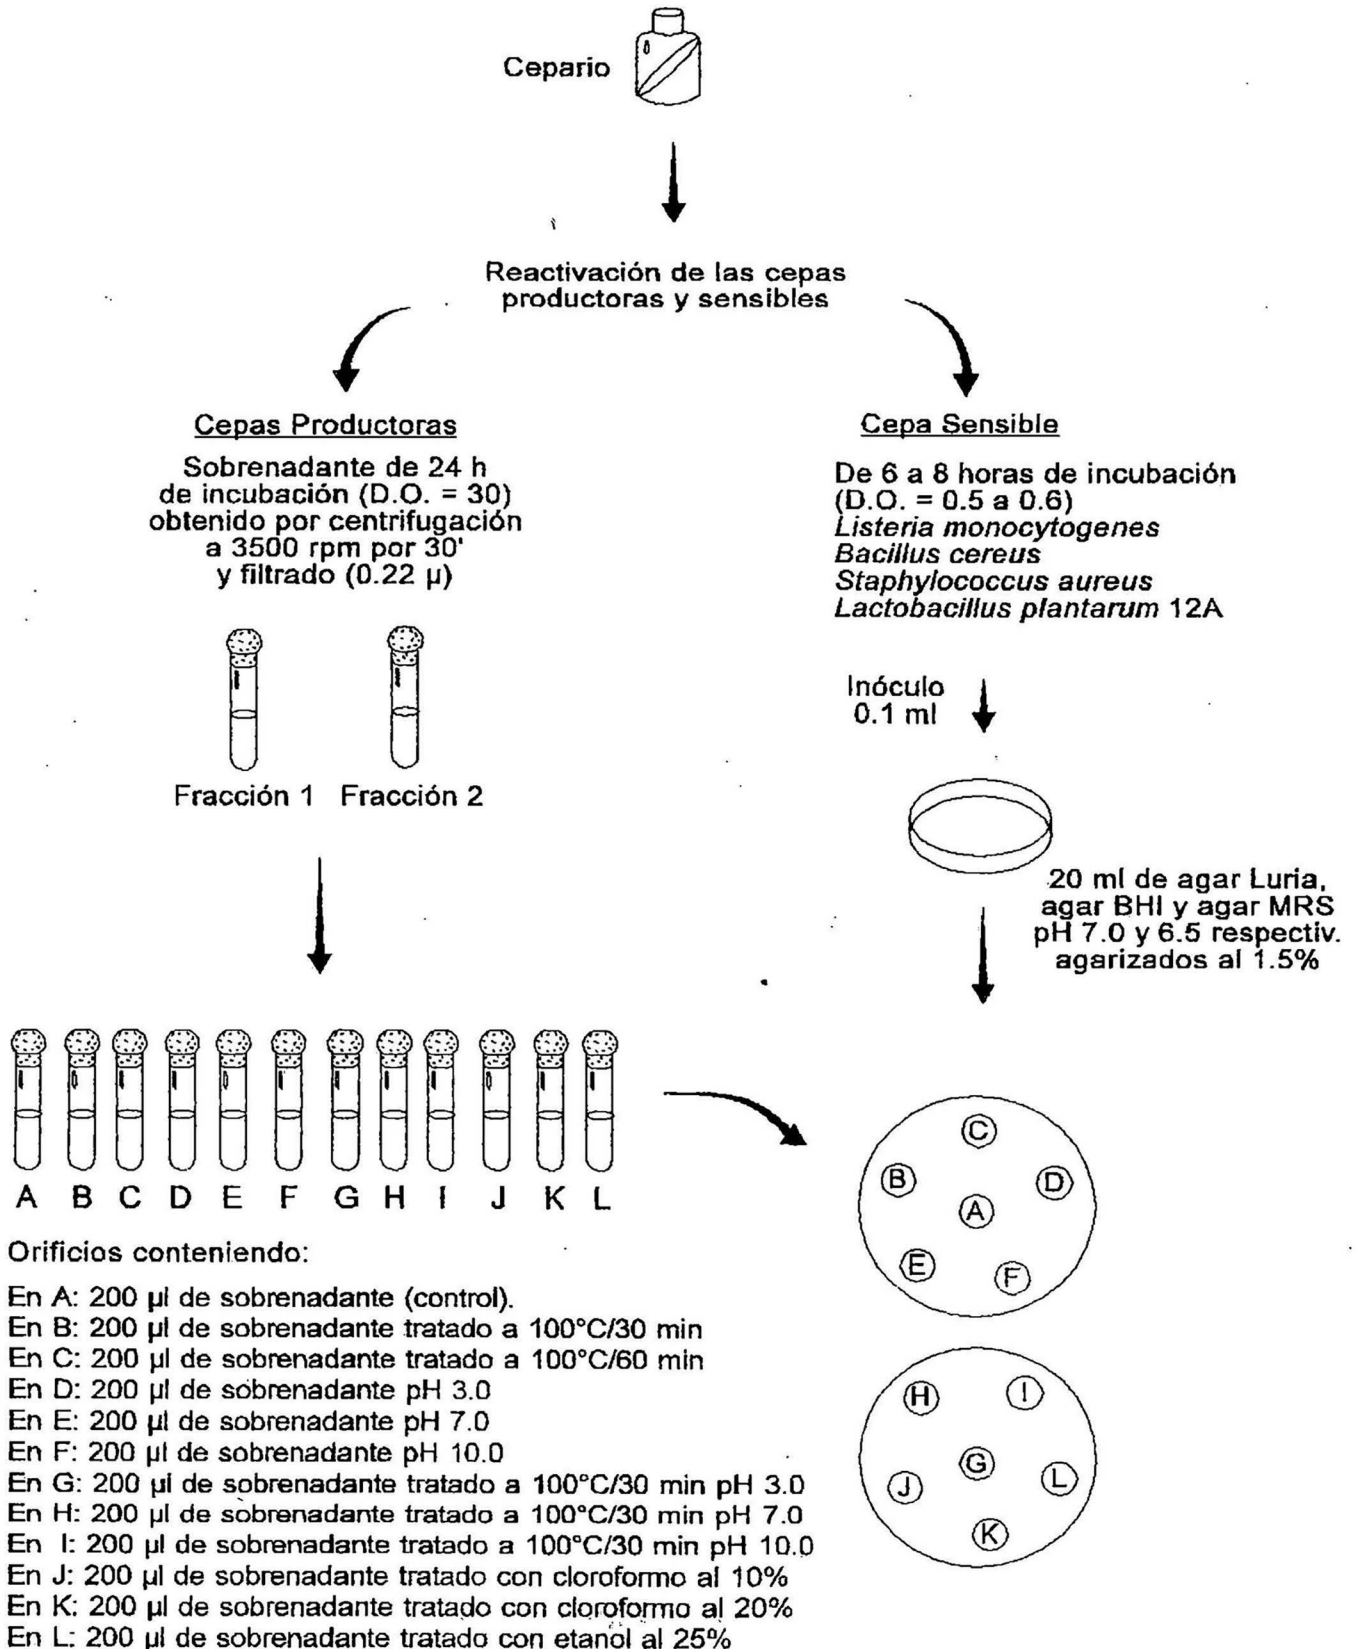 Cepario
Reactivación de las cepas
productoras y sensibles
Cepas Productoras
Sobrenadante de 24 h
de incubación (D.O. = 30)
obtenido por centrifugación
a 3500 rpm por 30'
y filtrado (0.22 µ)
Fracción 1 Fracción 2
Cepa Sensible
De 6 a 8 horas de incubación
(D.O. = 0.5 a 0.6)
Listeria monocytogenes
Bacillus cereus
Staphylococcus aureus
Lactobacillus plantarum 12A
Inóculo
0.1 ml
20 ml de agar Luria,
agar BHI y agar MRS
pH 7.0 y 6.5 respectiv.
agarizados al 1.5%
A B C D E F G H I J K L
C
B
D
A
E
F
H
I
G
J
L
K
Orificios conteniendo:
En A: 200 µl de sobrenadante (control).
En B: 200 µl de sobrenadante tratado a 100°C/30 min
En C: 200 µl de sobrenadante tratado a 100°C/60 min
En D: 200 µl de sobrenadante pH 3.0
En E: 200 µl de sobrenadante pH 7.0
En F: 200 µl de sobrenadante pH 10.0
En G: 200 µl de sobrenadante tratado a 100°C/30 min pH 3.0
En H: 200 µl de sobrenadante tratado a 100°C/30 min pH 7.0
En I: 200 µl de sobrenadante tratado a 100°C/30 min pH 10.0
En J: 200 µl de sobrenadante tratado con cloroformo al 10%
En K: 200 µl de sobrenadante tratado con cloroformo al 20%
En L: 200 µl de sobrenadante tratado con etanol al 25%